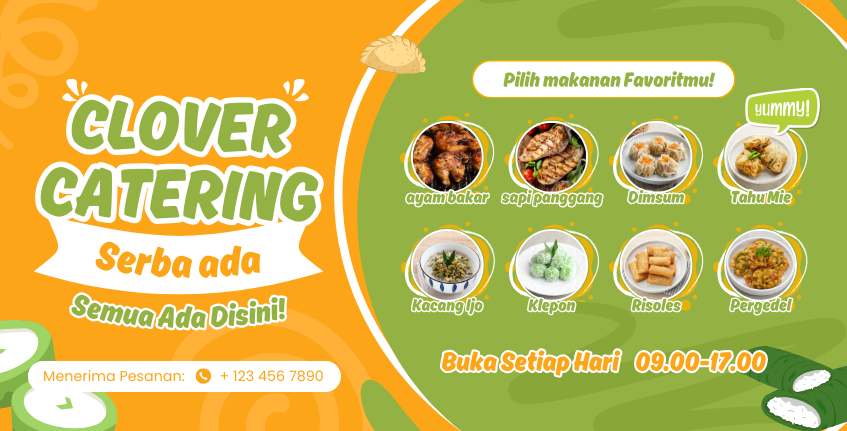 CLOVER
CATERING
Serba ada
Semua Ada Disini!
Menerima Pesanan: + 123 456 7890
Pilih makanan Favoritmu!
yummy!
ayam bakar sapi panggang Dimsum Tahu Mie
Kacang Ijo Klepon Risoles Pergedel
Buka Setiap Hari 09.00-17.00